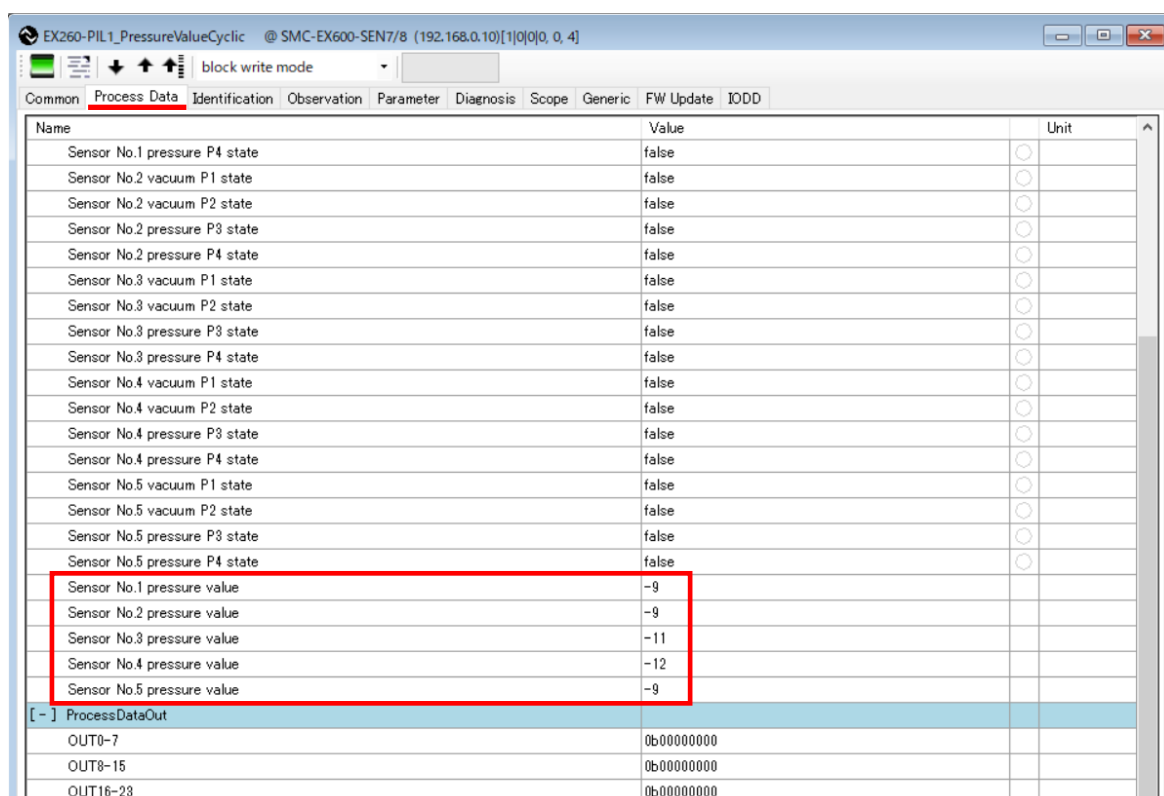 EX260-PIL1_PressureValueCyclic @ SMC-EX600-SEN7/8 (192.168.0.10)[1|0|0|0, 0, 4]
block write mode
Common Process Data Identification Observation Parameter Diagnosis Scope Generic FW Update IODD
Name Value Unit
Sensor No.1 pressure P4 state false
Sensor No.2 vacuum P1 state false
Sensor No.2 vacuum P2 state false
Sensor No.2 pressure P3 state false
Sensor No.2 pressure P4 state false
Sensor No.3 vacuum P1 state false
Sensor No.3 vacuum P2 state false
Sensor No.3 pressure P3 state false
Sensor No.3 pressure P4 state false
Sensor No.4 vacuum P1 state false
Sensor No.4 vacuum P2 state false
Sensor No.4 pressure P3 state false
Sensor No.4 pressure P4 state false
Sensor No.5 vacuum P1 state false
Sensor No.5 vacuum P2 state false
Sensor No.5 pressure P3 state false
Sensor No.5 pressure P4 state false
Sensor No.1 pressure value -9
Sensor No.2 pressure value -9
Sensor No.3 pressure value -11
Sensor No.4 pressure value -12
Sensor No.5 pressure value -9
[-] ProcessDataOut
OUT0-7 0b00000000
OUT8-15 0b00000000
OUT16-23 0b00000000